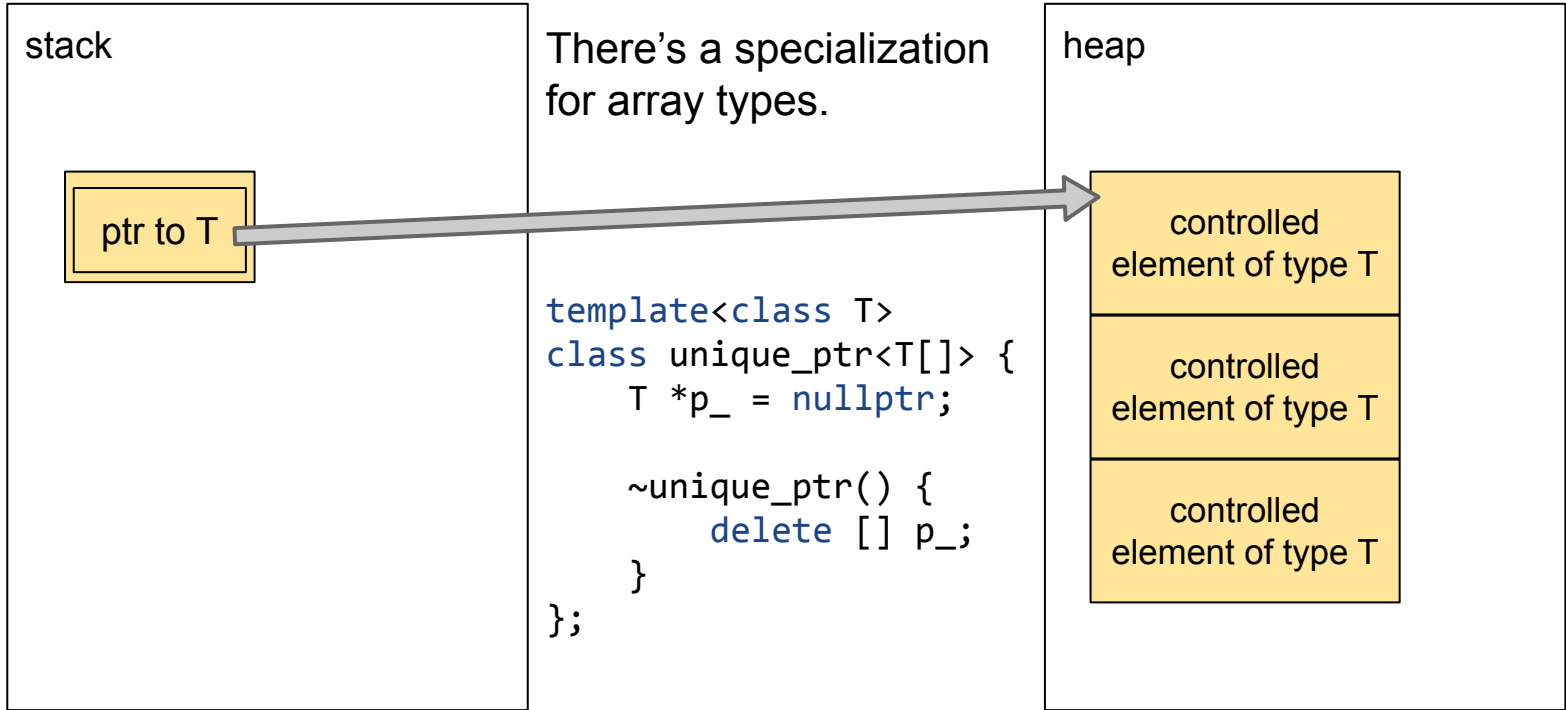 stack
ptr to T
There’s a specialization
for array types.
template<class T>
class unique_ptr<T[]> {
    T *p_ = nullptr;

    ~unique_ptr() {
        delete [] p_;
    }
};
heap
controlled
element of type T
controlled
element of type T
controlled
element of type T